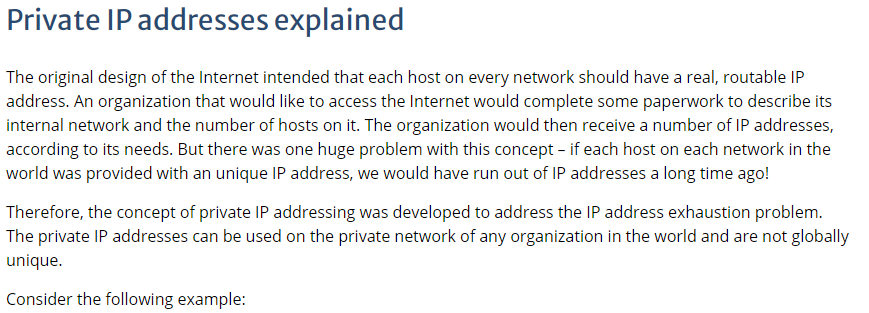 Private IP addresses explained
The original design of the Internet intended that each host on every network should have a real, routable IP
address. An organization that would like to access the Internet would complete some paperwork to describe its
internal network and the number of hosts on it. The organization would then receive a number of IP addresses,
according to its needs. But there was one huge problem with this concept – if each host on each network in the
world was provided with an unique IP address, we would have run out of IP addresses a long time ago!
Therefore, the concept of private IP addressing was developed to address the IP address exhaustion problem.
The private IP addresses can be used on the private network of any organization in the world and are not globally
unique.
Consider the following example: